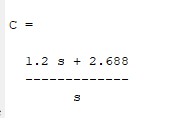 C =
1.2 s + 2.688
-------------
s